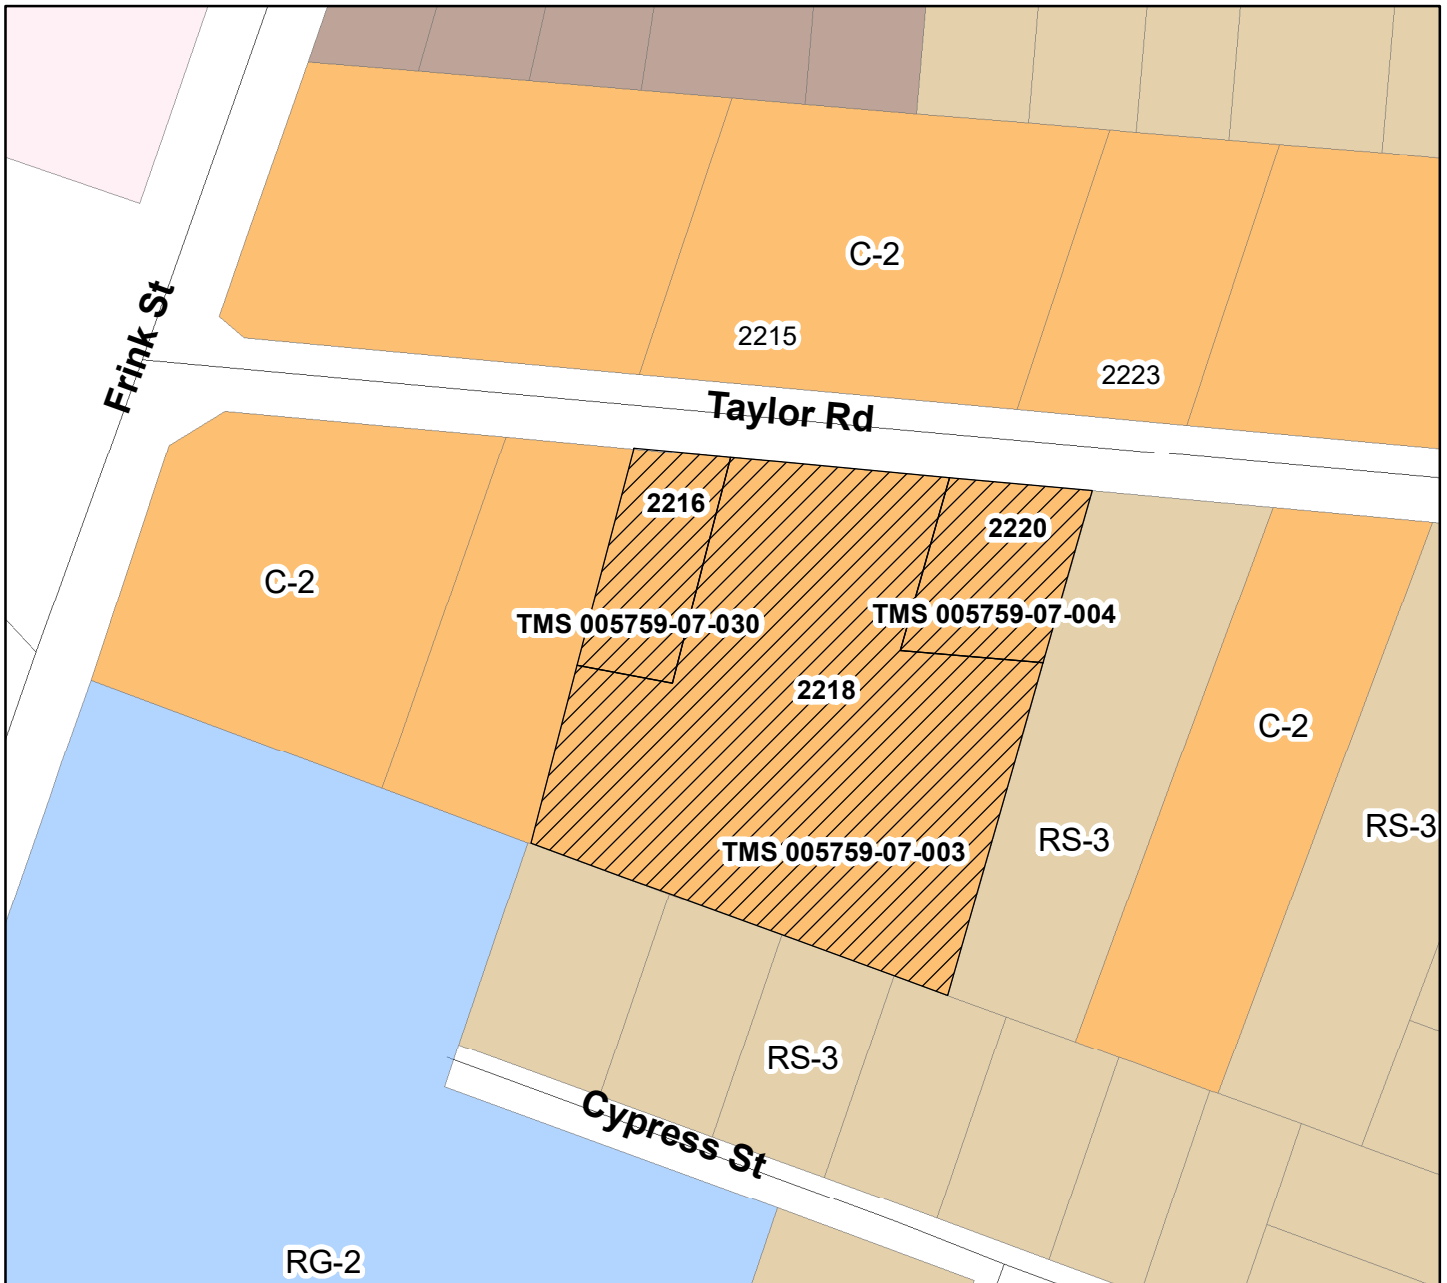 C-2
Frink St
2215
2223
Taylor Rd
2216
2220
C-2
TMS 005759-07-030
TMS 005759-07-004
2218
C-2
RS-3
RS-3
TMS 005759-07-003
RS-3
Cypress St
RG-2